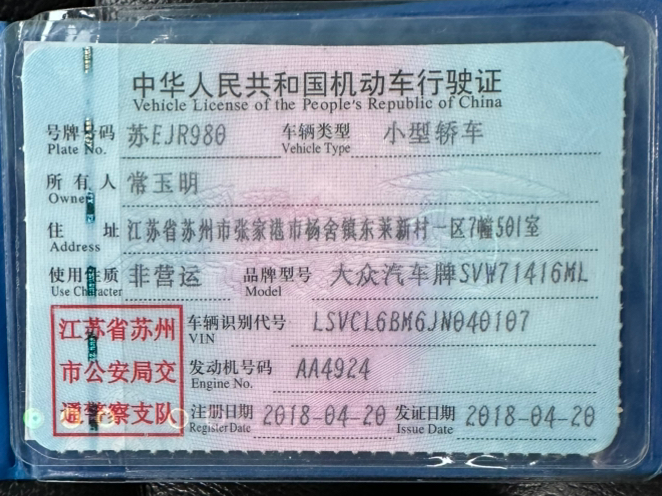 中华人民共和国机动车行驶证
Vehicle License of the People's Republic of China
号牌号码 苏EJR980 车辆类型 小型轿车
Plate No. Vehicle Type
所有人 常玉明
Owner
住址 江苏省苏州市张家港市杨舍镇东莱新村一区7幢501室
Address
使用性质 非营运 品牌型号 大众汽车牌SVW71416ML
Use Character Model
江苏省苏州 车辆识别代号 LSVCL6BM6JN040107
VIN
市公安局交 发动机号码 AA4924
Engine No.
通警察支队 注册日期 2018-04-20 发证日期 2018-04-20
Register Date Issue Date